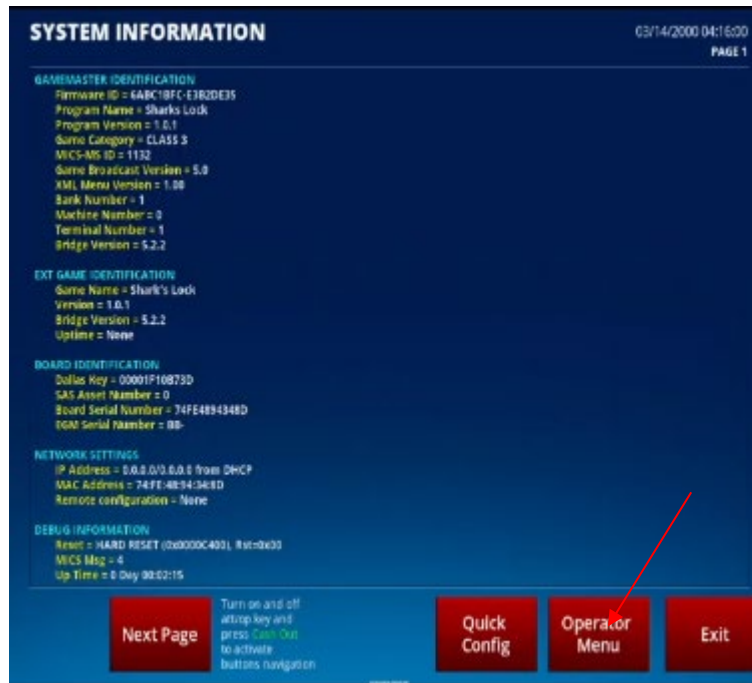 SYSTEM INFORMATION
03/14/2000 04:16:00
PAGE 1
GAMEMASTER IDENTIFICATION
Firmware ID = 6ABC1BFC-E3B2DE35
Program Name = Sharks Lock
Program Version = 1.0.1
Game Category = CLASS 3
MICS-MS ID = 1132
Game Broadcast Version = 5.0
XML Menu Version = 1.00
Bank Number = 1
Machine Number = 0
Terminal Number = 1
Bridge Version = 5.2.2
EXT GAME IDENTIFICATION
Game Name = Shark's Lock
Version = 1.0.1
Bridge Version = 5.2.2
Uptime = None
BOARD IDENTIFICATION
Dallas Key = 00001F10B73D
SAS Asset Number = 0
Board Serial Number = 74FE4894348D
EGM Serial Number = BB-
NETWORK SETTINGS
IP Address = 0.0.0.0/0.0.0.0 from DHCP
MAC Address = 74:FE:48:94:34:8D
Remote configuration = None
DEBUG INFORMATION
Reset = HARD RESET (0x0000C400), Rst=0x00
MICS Msg = 4
Up Time = 0 Day 00:02:15
Next Page
Turn on and off
attrop key and
press Cash Out
to activate
buttons navigation
Quick
Config
Operator
Menu
Exit